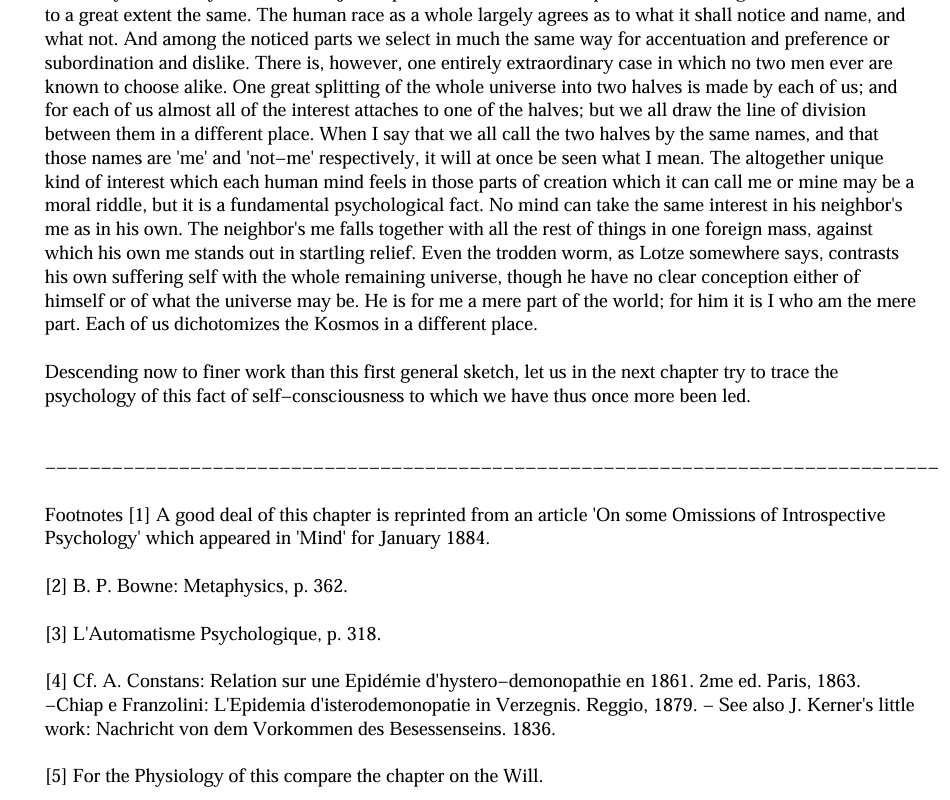 to a great extent the same. The human race as a whole largely agrees as to what it shall notice and name, and
what not. And among the noticed parts we select in much the same way for accentuation and preference or
subordination and dislike. There is, however, one entirely extraordinary case in which no two men ever are
known to choose alike. One great splitting of the whole universe into two halves is made by each of us; and
for each of us almost all of the interest attaches to one of the halves; but we all draw the line of division
between them in a different place. When I say that we all call the two halves by the same names, and that
those names are 'me' and 'not−me' respectively, it will at once be seen what I mean. The altogether unique
kind of interest which each human mind feels in those parts of creation which it can call me or mine may be a
moral riddle, but it is a fundamental psychological fact. No mind can take the same interest in his neighbor's
me as in his own. The neighbor's me falls together with all the rest of things in one foreign mass, against
which his own me stands out in startling relief. Even the trodden worm, as Lotze somewhere says, contrasts
his own suffering self with the whole remaining universe, though he have no clear conception either of
himself or of what the universe may be. He is for me a mere part of the world; for him it is I who am the mere
part. Each of us dichotomizes the Kosmos in a different place.
Descending now to finer work than this first general sketch, let us in the next chapter try to trace the
psychology of this fact of self−consciousness to which we have thus once more been led.
Footnotes [1] A good deal of this chapter is reprinted from an article 'On some Omissions of Introspective
Psychology' which appeared in 'Mind' for January 1884.
[2] B. P. Bowne: Metaphysics, p. 362.
[3] L'Automatisme Psychologique, p. 318.
[4] Cf. A. Constans: Relation sur une Epidémie d'hystero−demonopathie en 1861. 2me ed. Paris, 1863.
−Chiap e Franzolini: L'Epidemia d'isterodemonopatie in Verzegnis. Reggio, 1879. − See also J. Kerner's little
work: Nachricht von dem Vorkommen des Besessenseins. 1836.
[5] For the Physiology of this compare the chapter on the Will.